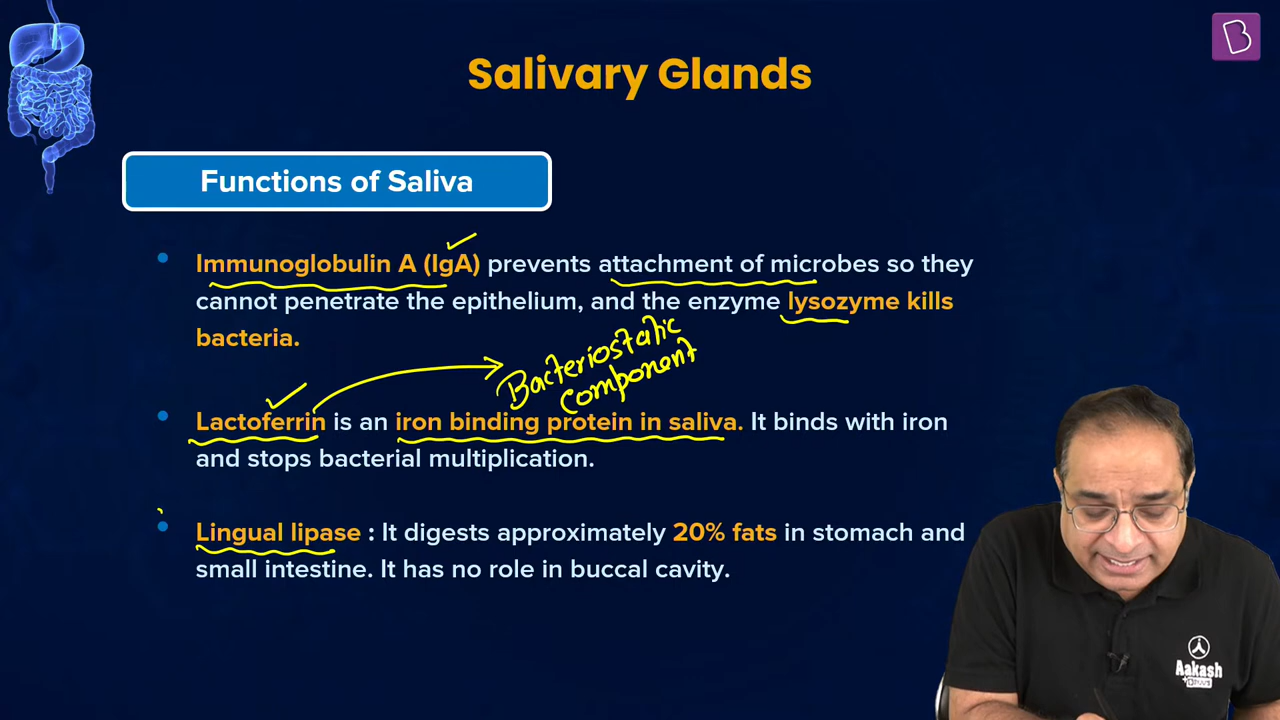 Salivary Glands
Functions of Saliva
Immunoglobulin A (IgA) prevents attachment of microbes so they
cannot penetrate the epithelium, and the enzyme lysozyme kills
bacteria.
Bacteriostatic
component
Lactoferrin is an iron binding protein in saliva. It binds with iron
and stops bacterial multiplication.
Lingual lipase : It digests approximately 20% fats in stomach and
small intestine. It has no role in buccal cavity.
Aakash